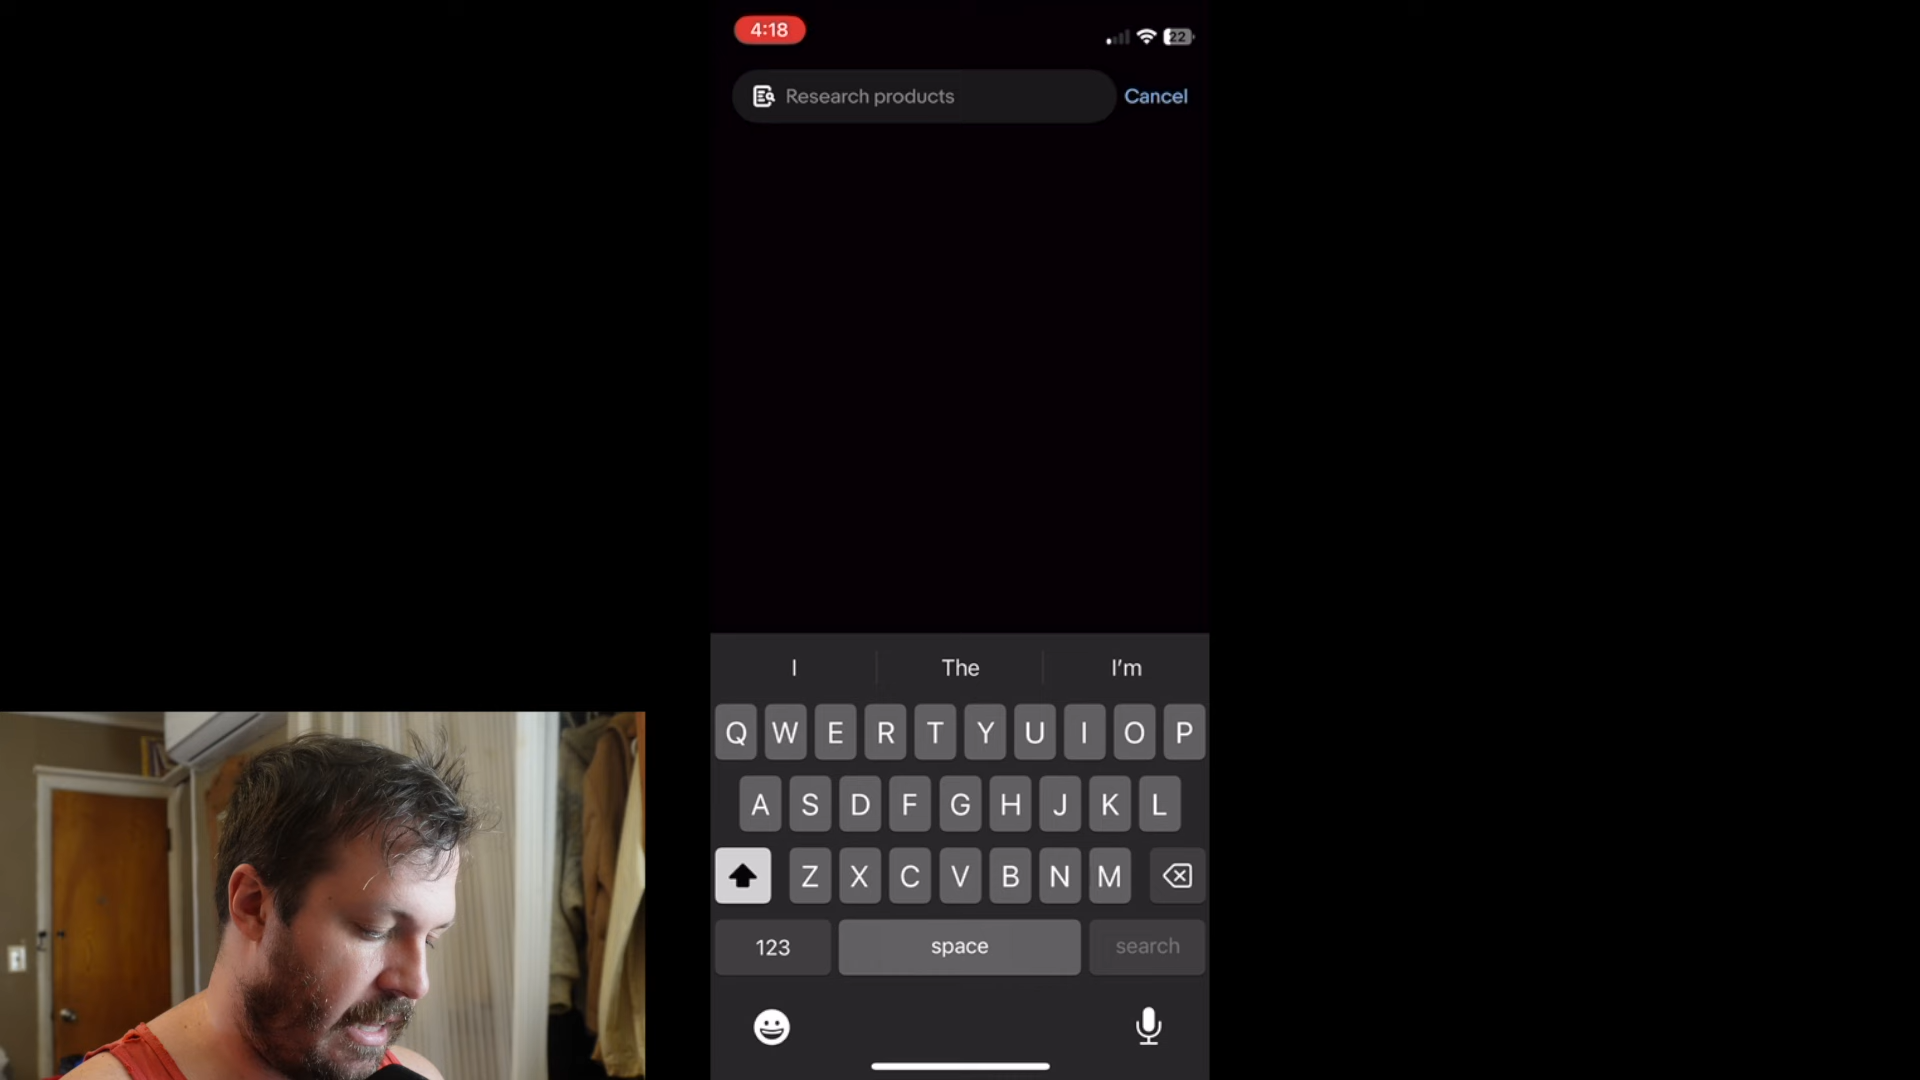 4:18
22
Research products
Cancel
I
The
I'm
Q W E R T Y U I O P
A S D F G H J K L
Z X C V B N M
123
space
search